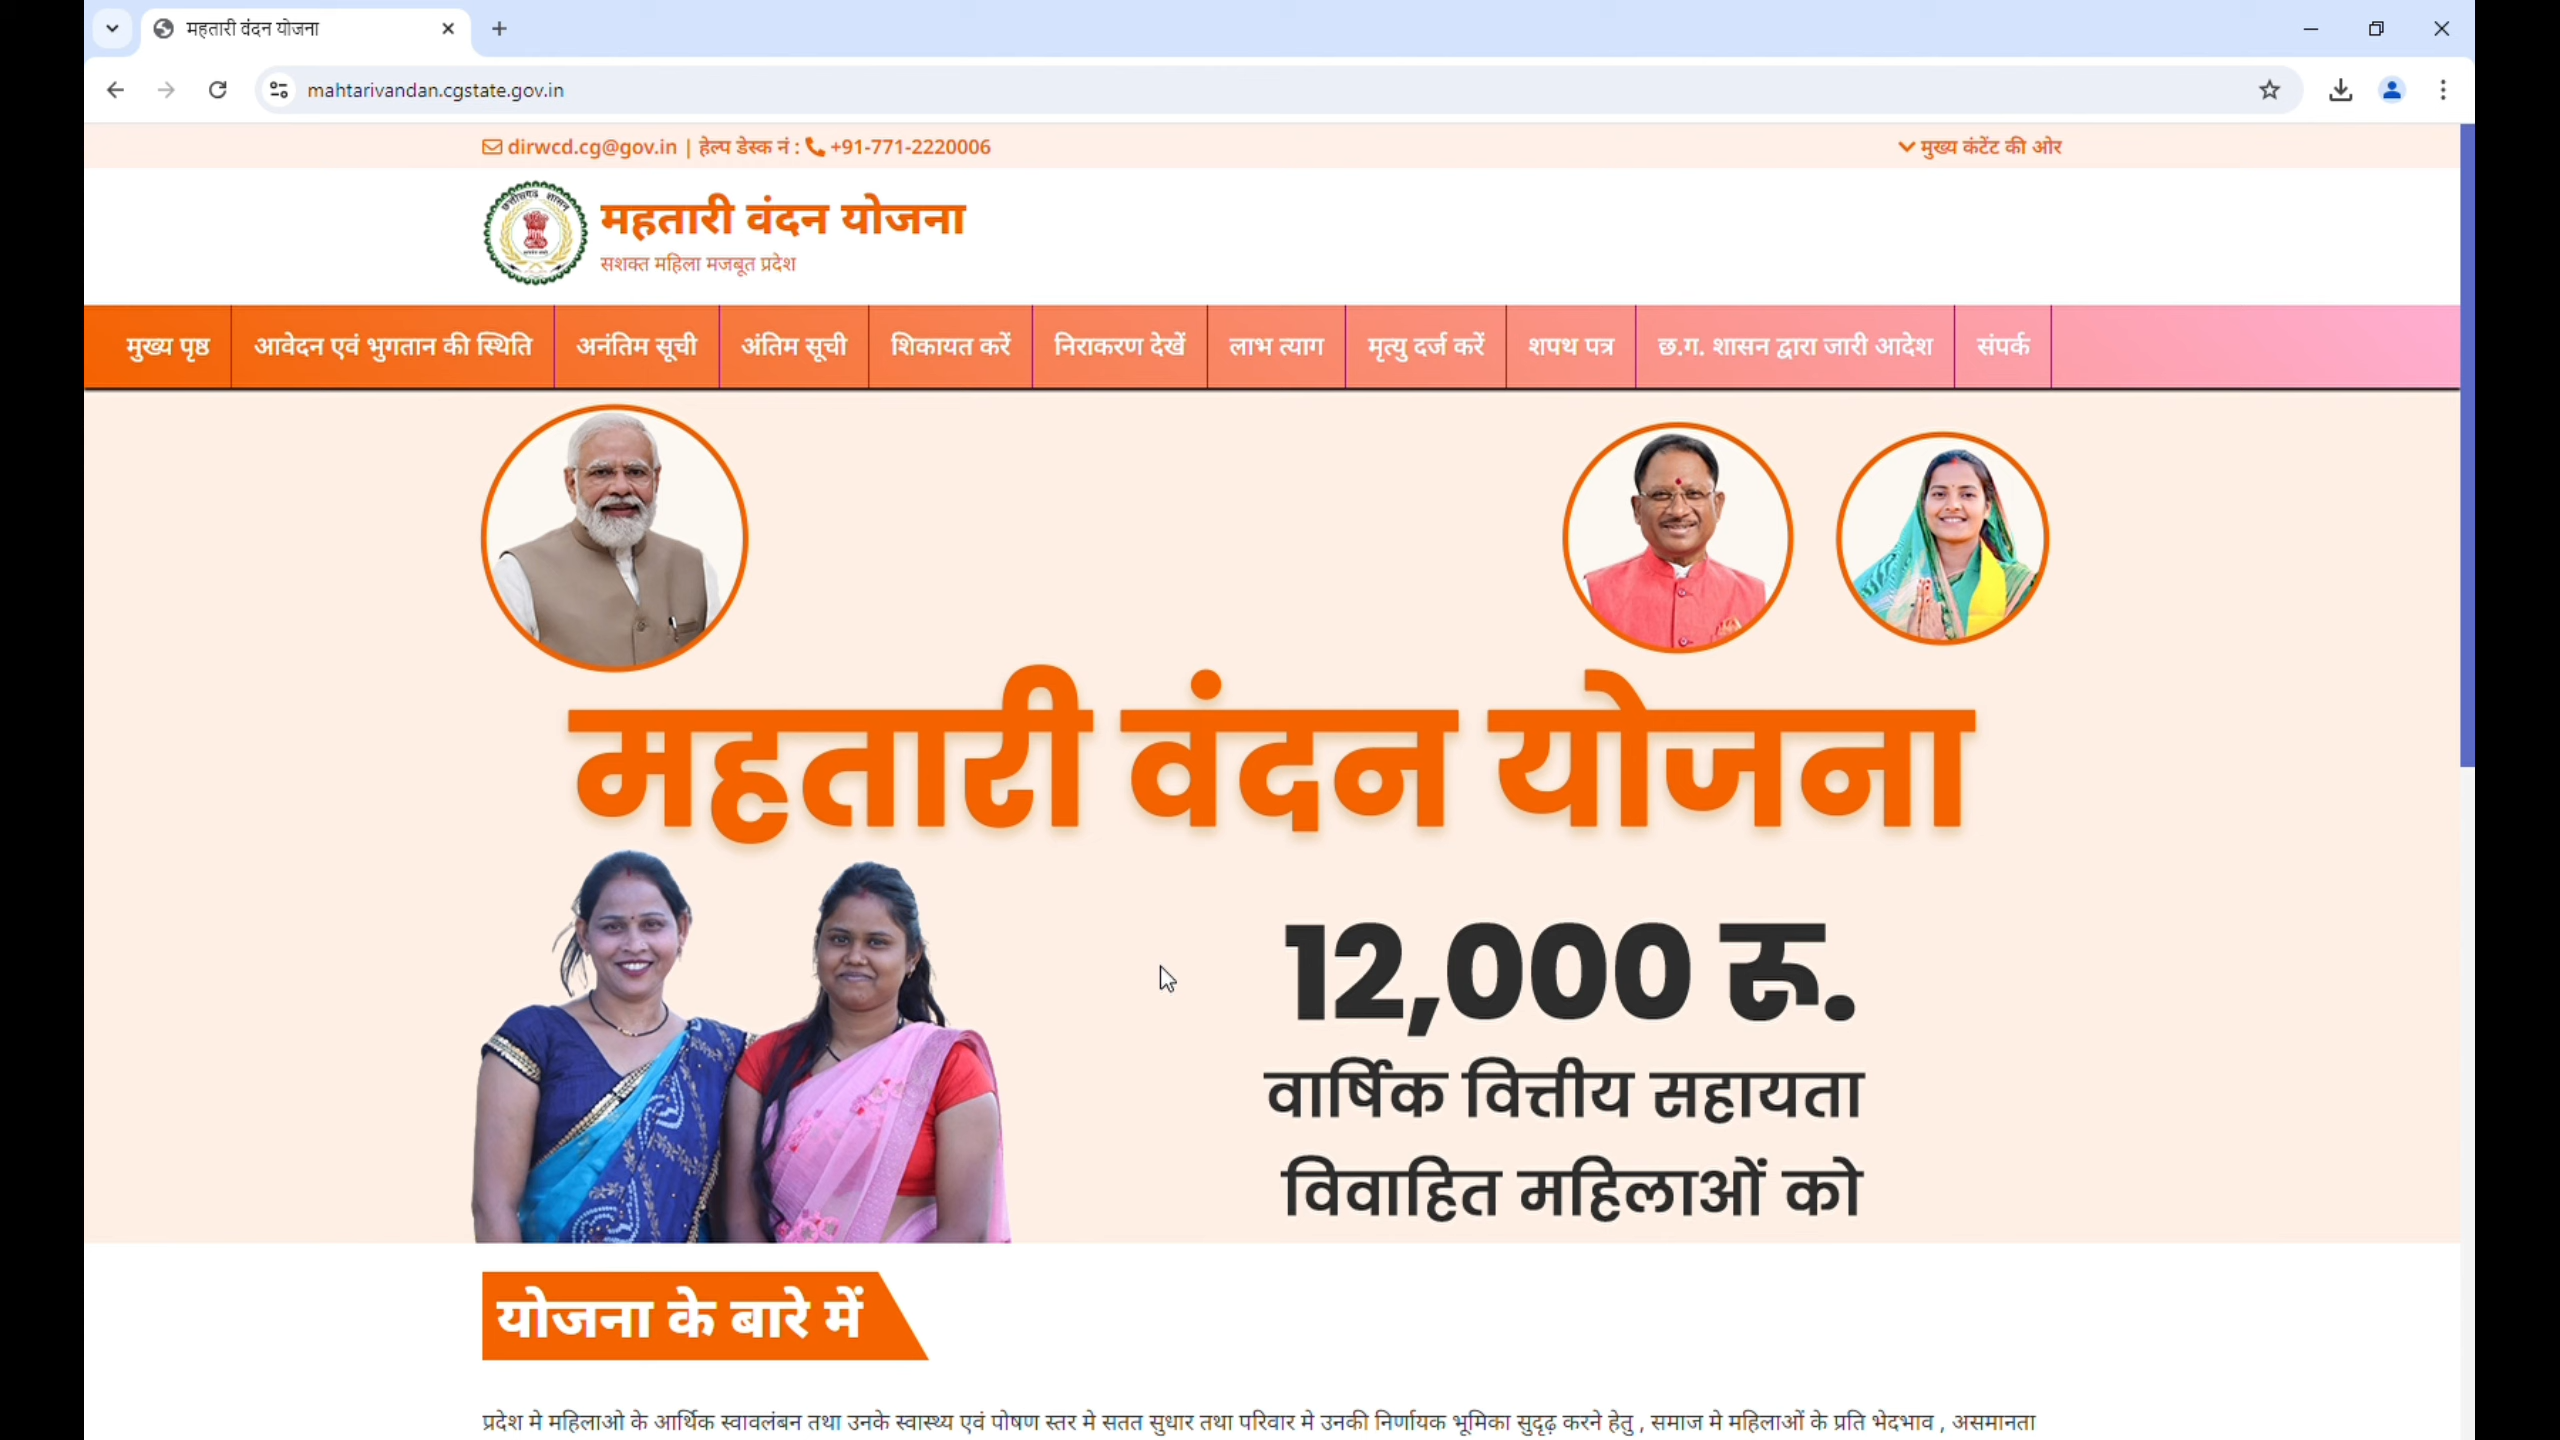 महतारी वंदन योजना
mahtarivandan.cgstate.gov.in
dirwcd.cg@gov.in | हेल्प डेस्क नं : +91-771-2220006
मुख्य कंटेंट की ओर
छत्तीसगढ़ शासन
महतारी वंदन योजना
सशक्त महिला मजबूत प्रदेश
मुख्य पृष्ठ
आवेदन एवं भुगतान की स्थिति
अनंतिम सूची
अंतिम सूची
शिकायत करें
निराकरण देखें
लाभ त्याग
मृत्यु दर्ज करें
शपथ पत्र
छ.ग. शासन द्वारा जारी आदेश
संपर्क
महतारी वंदन योजना
12,000 रु.
वार्षिक वित्तीय सहायता
विवाहित महिलाओं को
योजना के बारे में
प्रदेश मे महिलाओ के आर्थिक स्वावलंबन तथा उनके स्वास्थ्य एवं पोषण स्तर मे सतत सुधार तथा परिवार मे उनकी निर्णायक भूमिका सुदृढ़ करने हेतु , समाज मे महिलाओं के प्रति भेदभाव , असमानता